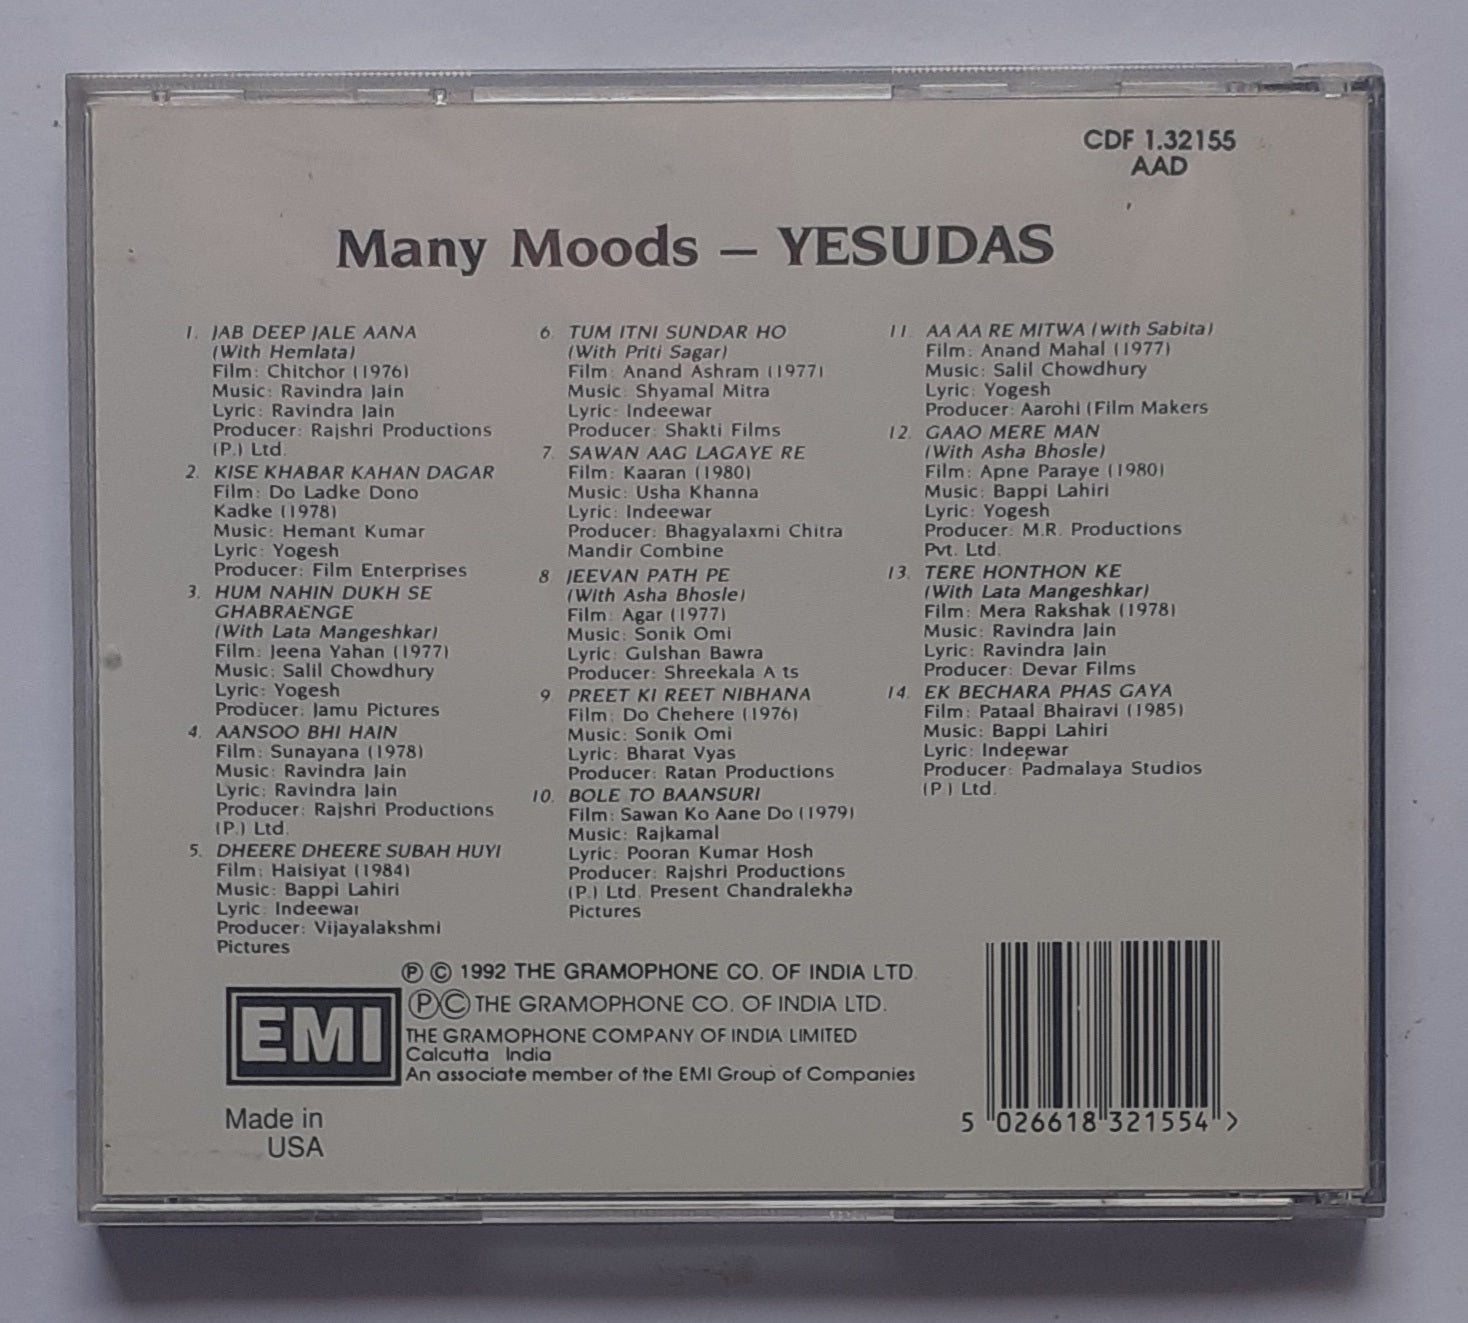 CDF 1.32155
AAD
Many Moods – YESUDAS
1. JAB DEEP JALE AANA
(With Hemlata)
Film: Chitchor (1976)
Music: Ravindra Jain
Lyric: Ravindra Jain
Producer: Rajshri Productions
(P.) Ltd.
2. KISE KHABAR KAHAN DAGAR
Film: Do Ladke Dono
Kadke (1978)
Music: Hemant Kumar
Lyric: Yogesh
Producer: Film Enterprises
3. HUM NAHIN DUKH SE
GHABRAENGE
(With Lata Mangeshkar)
Film: Jeena Yahan (1977)
Music: Salil Chowdhury
Lyric: Yogesh
Producer: Jamu Pictures
4. AANSOO BHI HAIN
Film: Sunayana (1978)
Music: Ravindra Jain
Lyric: Ravindra Jain
Producer: Rajshri Productions
(P.) Ltd.
5. DHEERE DHEERE SUBAH HUYI
Film: Haisiyat (1984)
Music: Bappi Lahiri
Lyric: Indeewar
Producer: Vijayalakshmi
Pictures
6. TUM ITNI SUNDAR HO
(With Priti Sagar)
Film: Anand Ashram (1977)
Music: Shyamal Mitra
Lyric: Indeewar
Producer: Shakti Films
7. SAWAN AAG LAGAYE RE
Film: Kaaran (1980)
Music: Usha Khanna
Lyric: Indeewar
Producer: Bhagyalaxmi Chitra
Mandir Combine
8 JEEVAN PATH PE
(With Asha Bhosle)
Film: Agar (1977)
Music: Sonik Omi
Lyric: Gulshan Bawra
Producer: Shreekala A ts
9 PREET KI REET NIBHANA
Film: Do Chehere (1976)
Music: Sonik Omi
Lyric: Bharat Vyas
Producer: Ratan Productions
10. BOLE TO BAANSURI
Film: Sawan Ko Aane Do (1979)
Music: Rajkamal
Lyric: Pooran Kumar Hosh
Producer: Rajshri Productions
(P.) Ltd. Present Chandralekha
Pictures
11. AA AA RE MITWA (with Sabita)
Film: Anand Mahal (1977)
Music: Salil Chowdhury
Lyric: Yogesh
Producer: Aarohi (Film Makers
12. GAAO MERE MAN
(With Asha Bhosle)
Film: Apne Paraye (1980)
Music: Bappi Lahiri
Lyric: Yogesh
Producer: M.R. Productions
Pvt. Ltd.
13. TERE HONTHON KE
(With Lata Mangeshkar)
Film: Mera Rakshak (1978)
Music: Ravindra Jain
Lyric: Ravindra Jain
Producer: Devar Films
14. EK BECHARA PHAS GAYA
Film: Pataal Bhairavi (1985)
Music: Bappi Lahiri
Lyric: Indeewar
Producer: Padmalaya Studios
(P.) Ltd.
℗ © 1992 THE GRAMOPHONE CO. OF INDIA LTD.
℗© THE GRAMOPHONE CO. OF INDIA LTD.
EMI
THE GRAMOPHONE COMPANY OF INDIA LIMITED
Calcutta India
An associate member of the EMI Group of Companies
Made in
USA
5 026618 321554 >